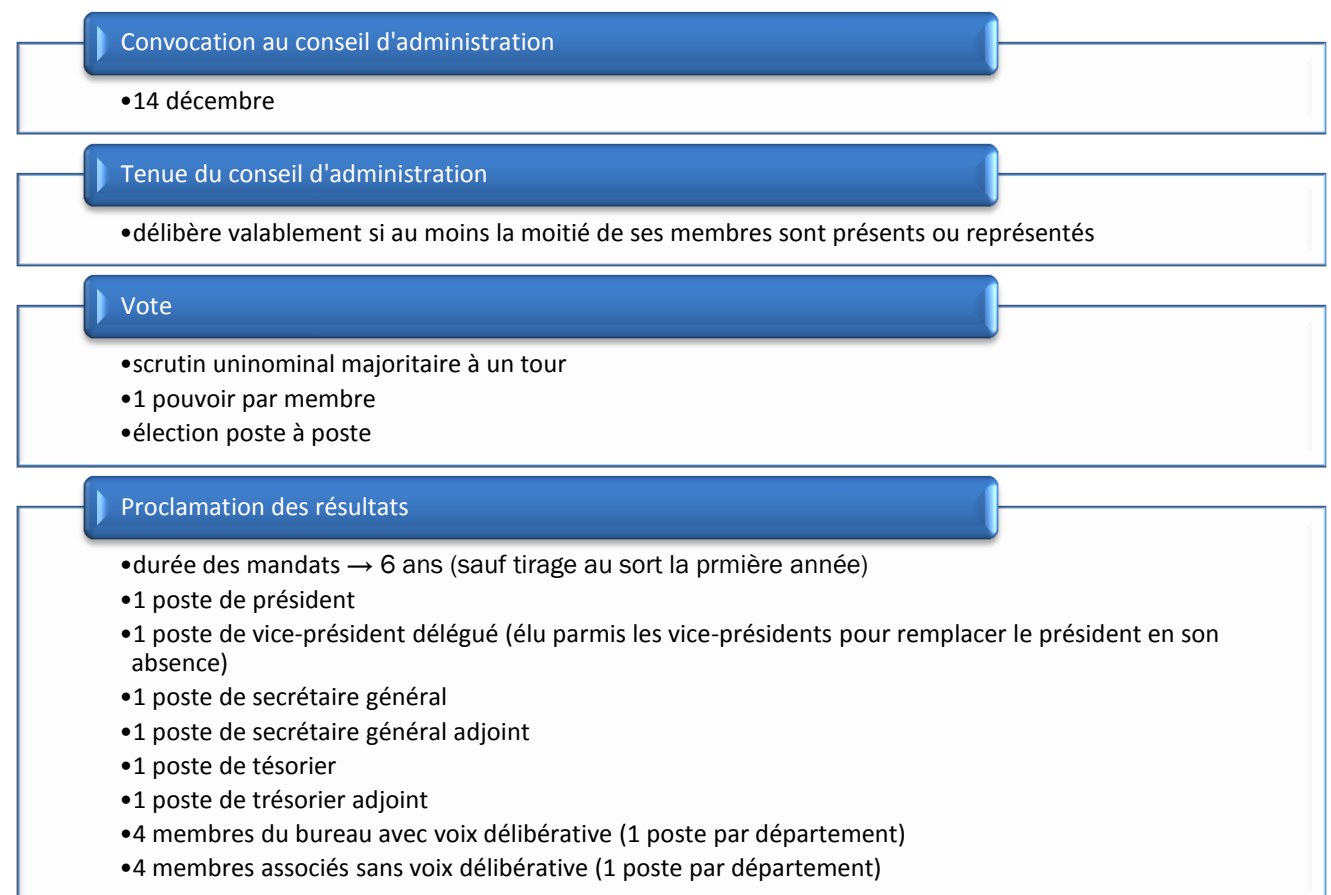 Convocation au conseil d'administration
•14 décembre
Tenue du conseil d'administration
•délibère valablement si au moins la moitié de ses membres sont présents ou représentés
Vote
•scrutin uninominal majoritaire à un tour
•1 pouvoir par membre
•élection poste à poste
Proclamation des résultats
•durée des mandats → 6 ans (sauf tirage au sort la prmière année)
•1 poste de président
•1 poste de vice-président délégué (élu parmis les vice-présidents pour remplacer le président en son
absence)
•1 poste de secrétaire général
•1 poste de secrétaire général adjoint
•1 poste de tésorier
•1 poste de trésorier adjoint
•4 membres du bureau avec voix délibérative (1 poste par département)
•4 membres associés sans voix délibérative (1 poste par département)